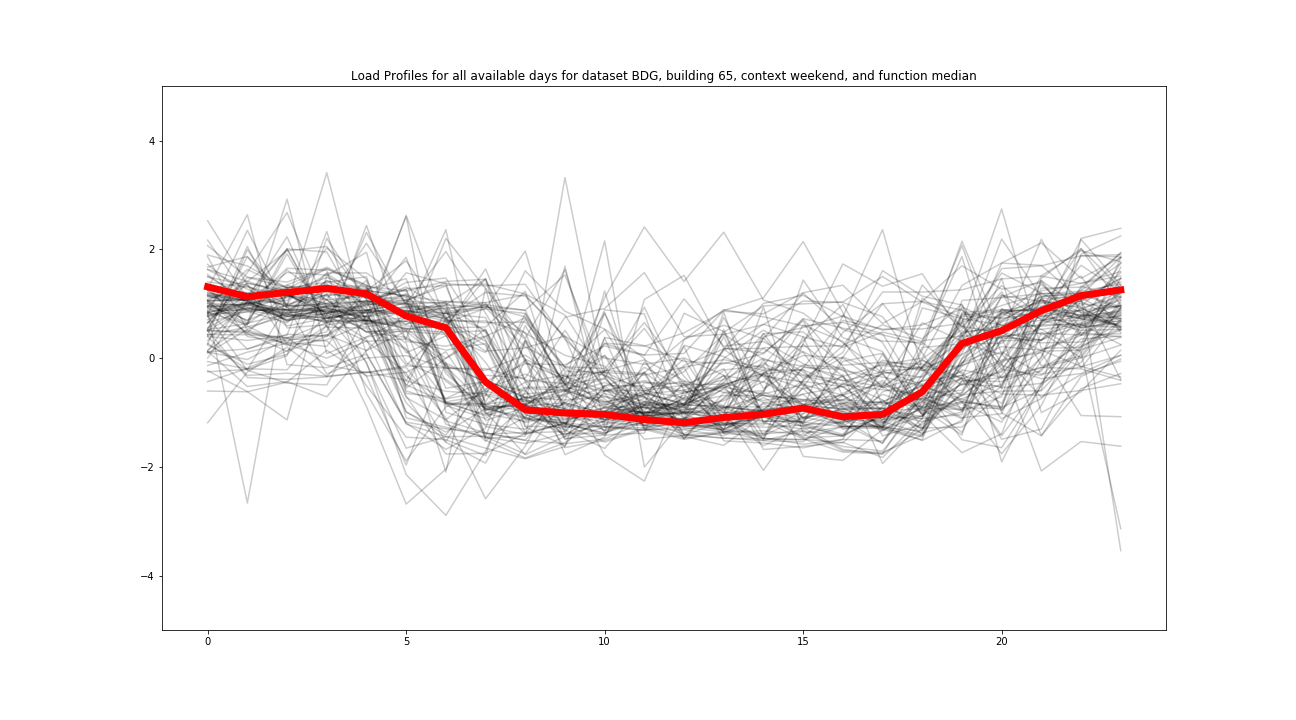 Load Profiles for all available days for dataset BDG, building 65, context weekend, and function median
4
2
0
−2
−4
0 5 10 15 20